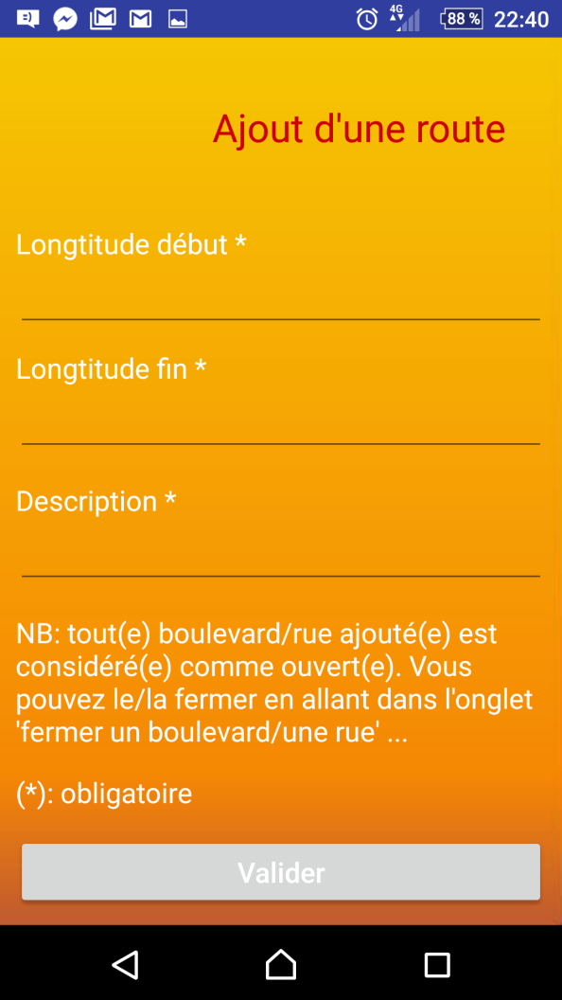 4G
88 %
22:40
Ajout d'une route
Longtitude début *
Longtitude fin *
Description *
NB: tout(e) boulevard/rue ajouté(e) est
considéré(e) comme ouvert(e). Vous
pouvez le/la fermer en allant dans l'onglet
'fermer un boulevard/une rue' ...
(*): obligatoire
Valider